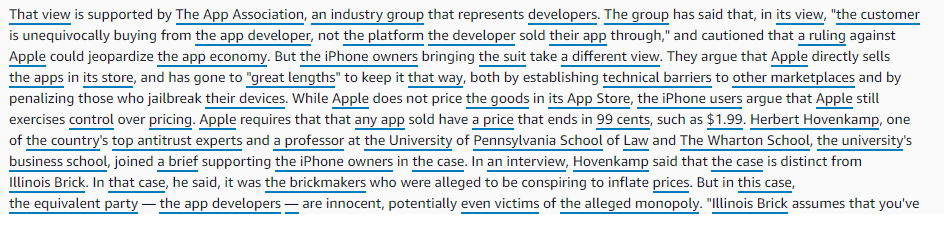 That view is supported by The App Association, an industry group that represents developers. The group has said that, in its view, "the customer
is unequivocally buying from the app developer, not the platform the developer sold their app through," and cautioned that a ruling against
Apple could jeopardize the app economy. But the iPhone owners bringing the suit take a different view. They argue that Apple directly sells
the apps in its store, and has gone to "great lengths" to keep it that way, both by establishing technical barriers to other marketplaces and by
penalizing those who jailbreak their devices. While Apple does not price the goods in its App Store, the iPhone users argue that Apple still
exercises control over pricing. Apple requires that that any app sold have a price that ends in 99 cents, such as $1.99. Herbert Hovenkamp, one
of the country's top antitrust experts and a professor at the University of Pennsylvania School of Law and The Wharton School, the university's
business school, joined a brief supporting the iPhone owners in the case. In an interview, Hovenkamp said that the case is distinct from
Illinois Brick. In that case, he said, it was the brickmakers who were alleged to be conspiring to inflate prices. But in this case,
the equivalent party — the app developers — are innocent, potentially even victims of the alleged monopoly. "Illinois Brick assumes that you've